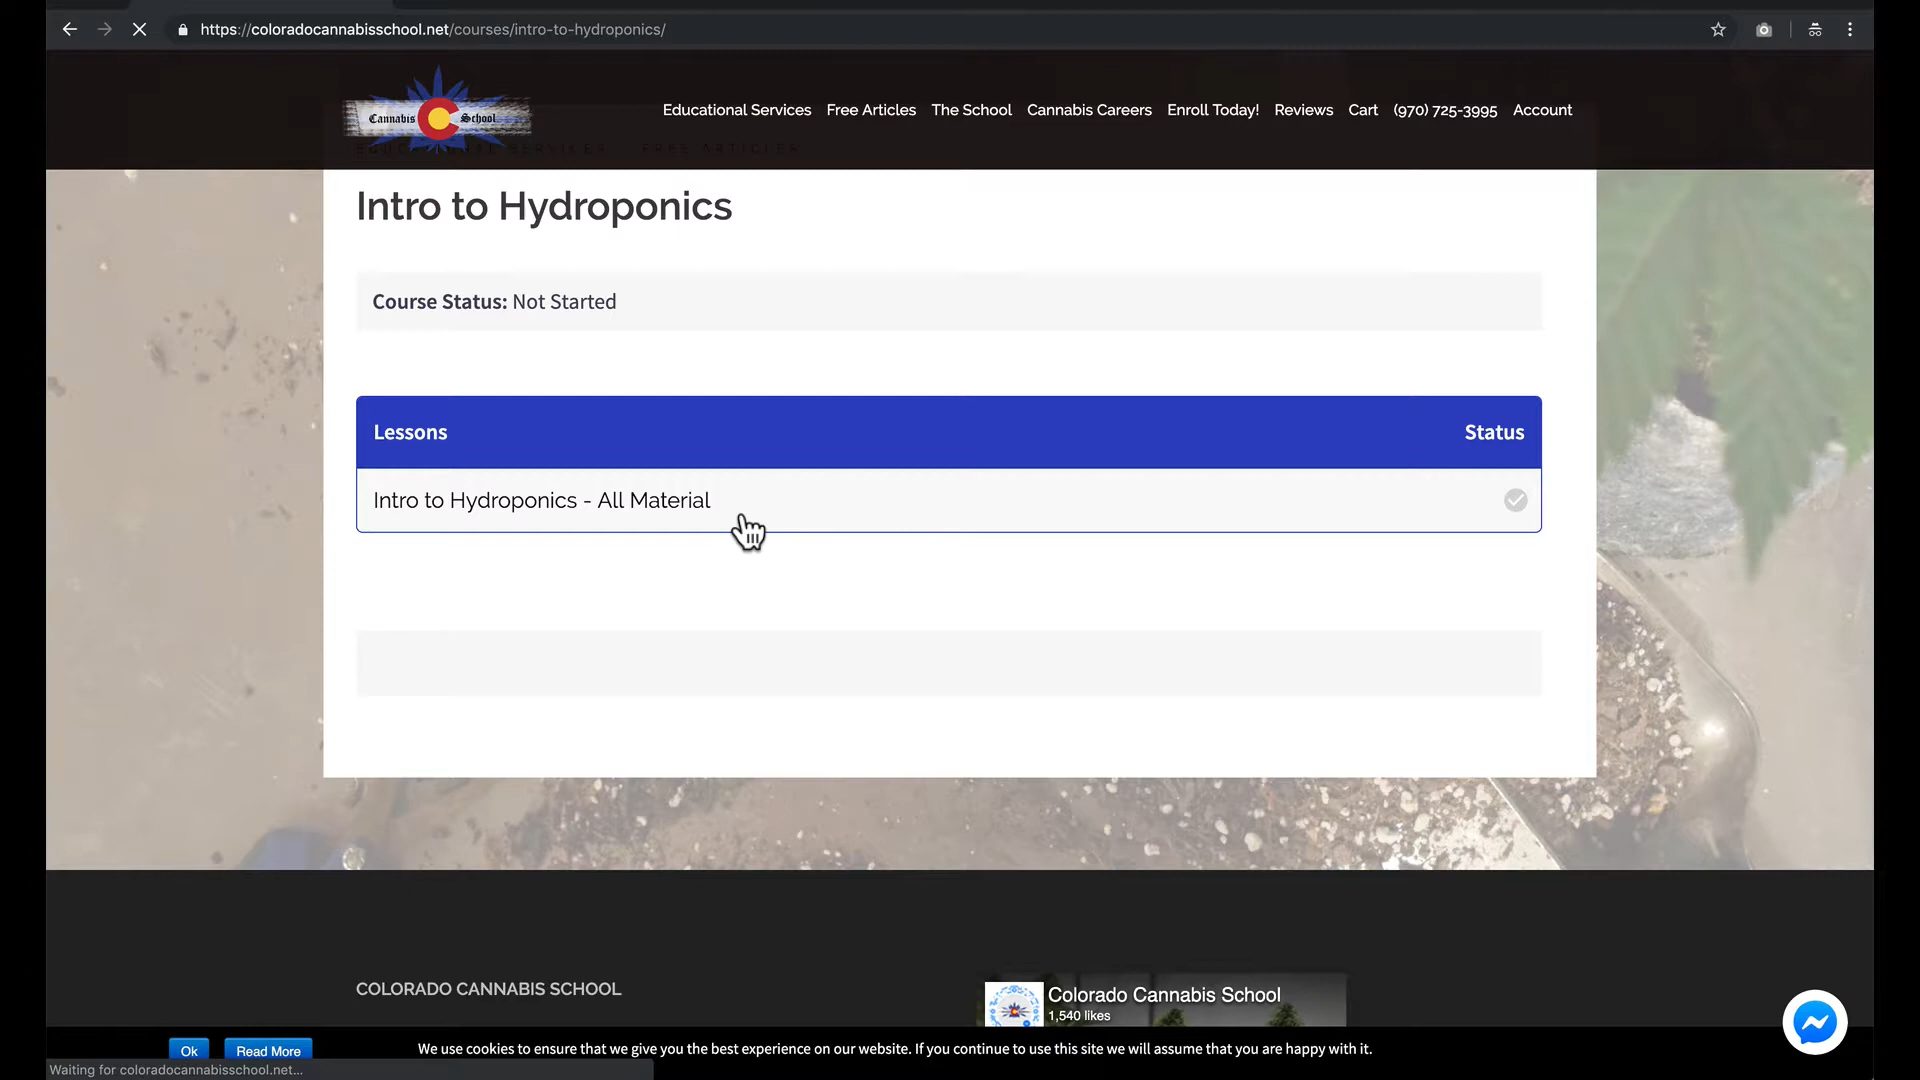 https://coloradocannabisschool.net/courses/intro-to-hydroponics/
Cannabis School
Educational Services Free Articles The School Cannabis Careers Enroll Today! Reviews Cart (970) 725-3995 Account
EDUCATIONAL SERVICES FREE ARTICLES
Intro to Hydroponics
Course Status: Not Started
Lessons Status
Intro to Hydroponics - All Material
COLORADO CANNABIS SCHOOL
Colorado Cannabis School
1,540 likes
Ok Read More We use cookies to ensure that we give you the best experience on our website. If you continue to use this site we will assume that you are happy with it.
Waiting for coloradocannabisschool.net...